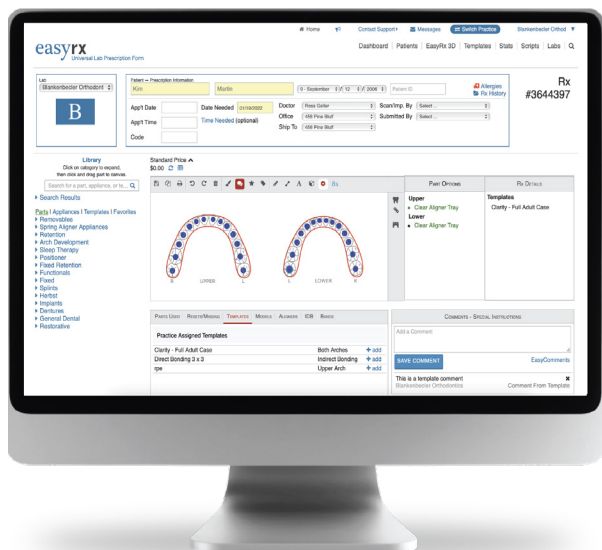 Home
Contact Support
Messages
Switch Practice
Blankenbecler Orthod
easyrx
Universal Lab Prescription Form
Dashboard | Patients | EasyRx 3D | Templates | Stats | Scripts | Labs
Lab
Blankenbecler Orthodont
B
Patient -- Prescription Information
Kim
Martin
0 - September / 12 / 2006
Patient ID
Allergies
Rx History
Rx
#3644397
App't Date
Date Needed 01/19/2022
Doctor Ross Geller
Scan/Imp. By Select ...
App't Time
Time Needed (optional)
Office 459 Pine Bluff
Submitted By Select ...
Code
Ship To 459 Pine Bluff
Library
Click on category to expand,
then click and drag part to canvas.
Search for a part, appliance, or te...
Search Results
Parts | Appliances | Templates | Favorites
Removables
Spring Aligner Appliances
Retention
Arch Development
Sleep Therapy
Positioner
Fixed Retention
Functionals
Fixed
Splints
Herbst
Implants
Dentures
General Dental
Restorative
Standard Price
$0.00
A
Rx
R UPPER L
LOWER
Part Options
Rx Details
Upper
Clear Aligner Tray
Lower
Clear Aligner Tray
Templates
Clarity - Full Adult Case
Parts Used
Templates
Models
Aligners
IDB
Bands
Practice Assigned Templates
Clarity - Full Adult Case Both Arches + add
Direct Bonding 3 x 3 Indirect Bonding + add
rpe Upper Arch + add
Comments - Special Instructions
Add a Comment
SAVE COMMENT
EasyComments
This is a template comment
Blankenbecler Orthodontics Comment From Template